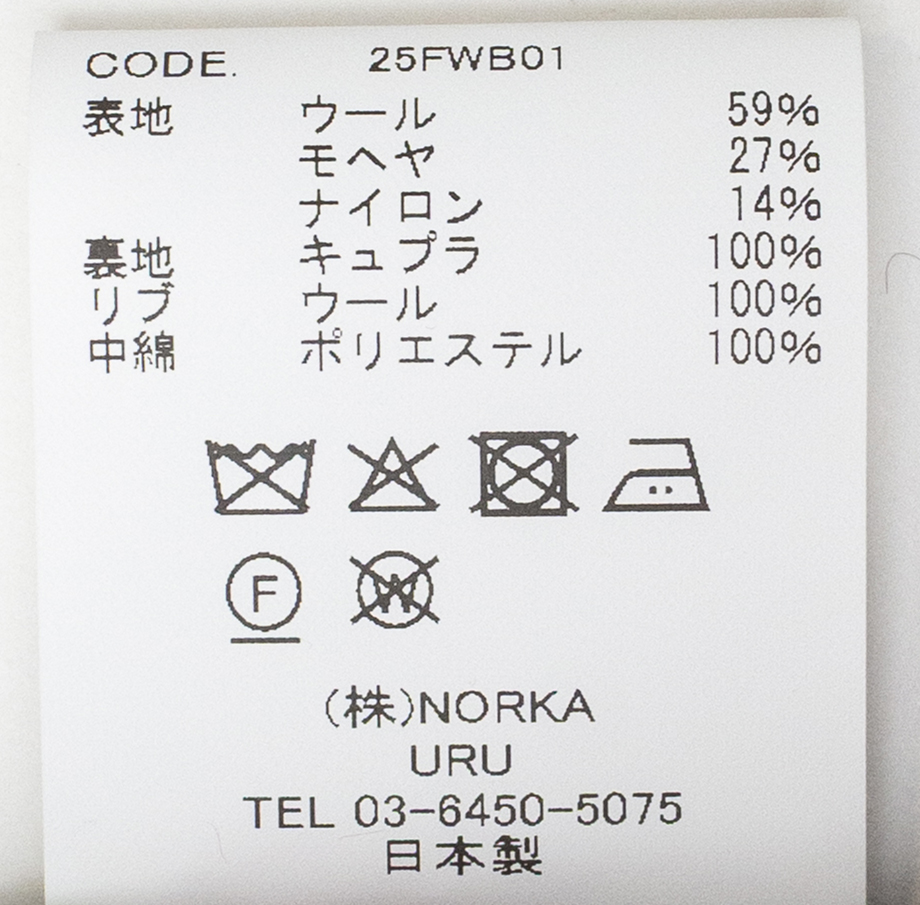 CODE. 25FWB01
表地 ウール 59%
モヘヤ 27%
ナイロン 14%
裏地 キュプラ 100%
リブ ウール 100%
中綿 ポリエステル 100%
F W
(株)NORKA
URU
TEL 03-6450-5075
日本製